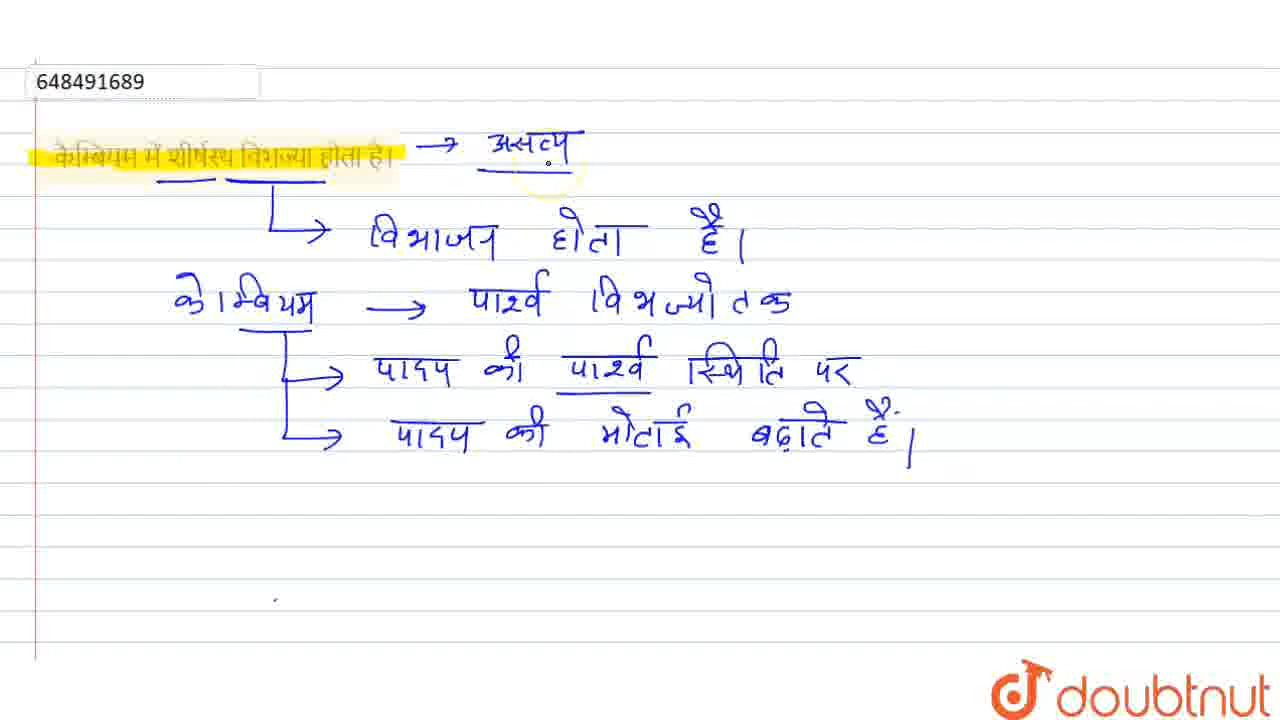 648491689
कैम्बियम में शीर्षस्थ विभज्या होता है। → असत्य
→ विभाजन होता है।
केाम्बियम → पार्श्व विभज्योतक
→ पादप की पार्श्व स्थिति पर
→ पादप की मोटाई बढ़ाते हैं।
doubtnut